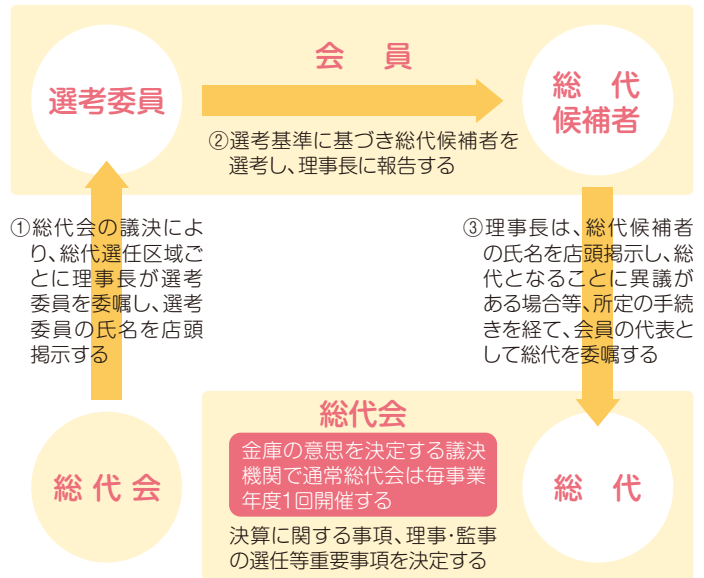 会　員
選考委員
総　代
候補者
②選考基準に基づき総代候補者を
選考し、理事長に報告する
①総代会の議決によ
り、総代選任区域ご
とに理事長が選考
委員を委嘱し、選考
委員の氏名を店頭
掲示する
③理事長は、総代候補者
の氏名を店頭掲示し、総
代となることに異議が
ある場合等、所定の手続
きを経て、会員の代表と
して総代を委嘱する
総代会
総代会
金庫の意思を決定する議決
機関で通常総代会は毎事業
年度1回開催する
決算に関する事項、理事・監事
の選任等重要事項を決定する
総　代